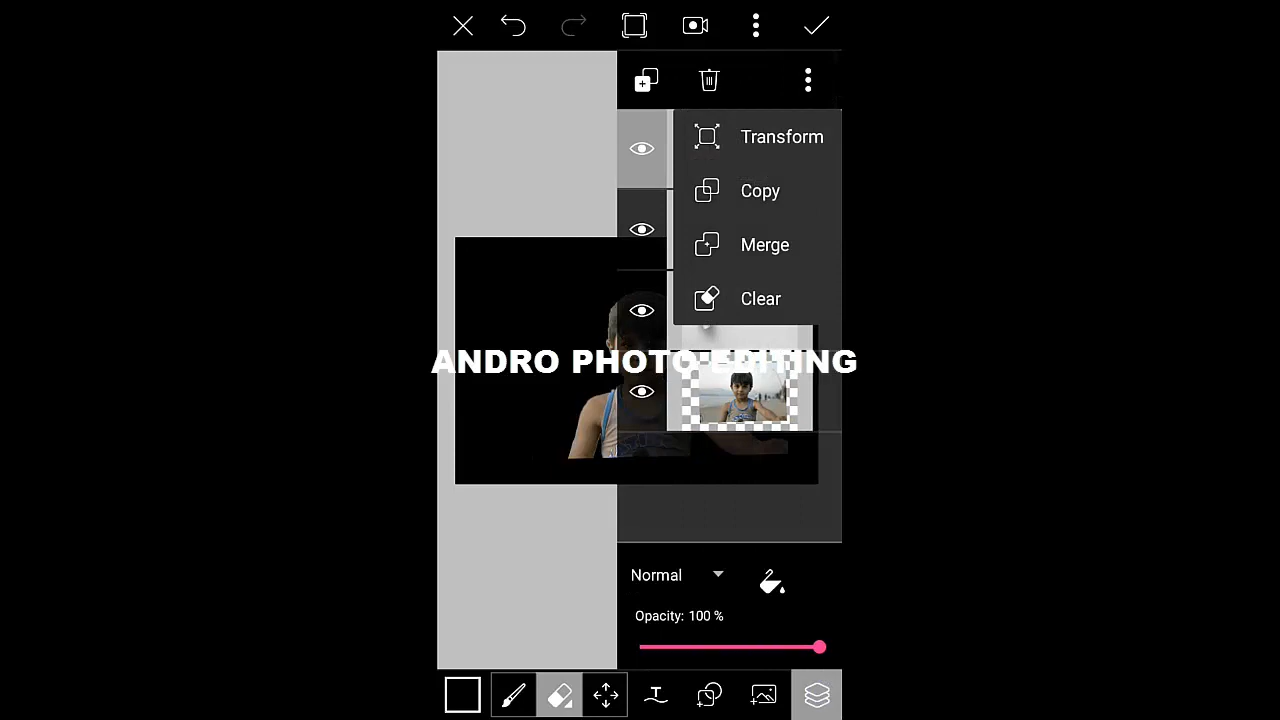 Transform
Copy
Merge
Clear
ANDRO PHOTO EDITING
Normal
Opacity: 100 %